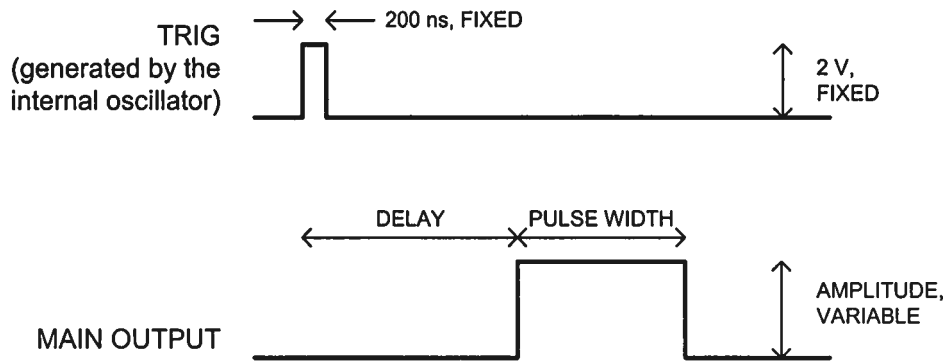 200 ns, FIXED
TRIG
(generated by the
internal oscillator)
2 V,
FIXED
DELAY
PULSE WIDTH
AMPLITUDE,
VARIABLE
MAIN OUTPUT